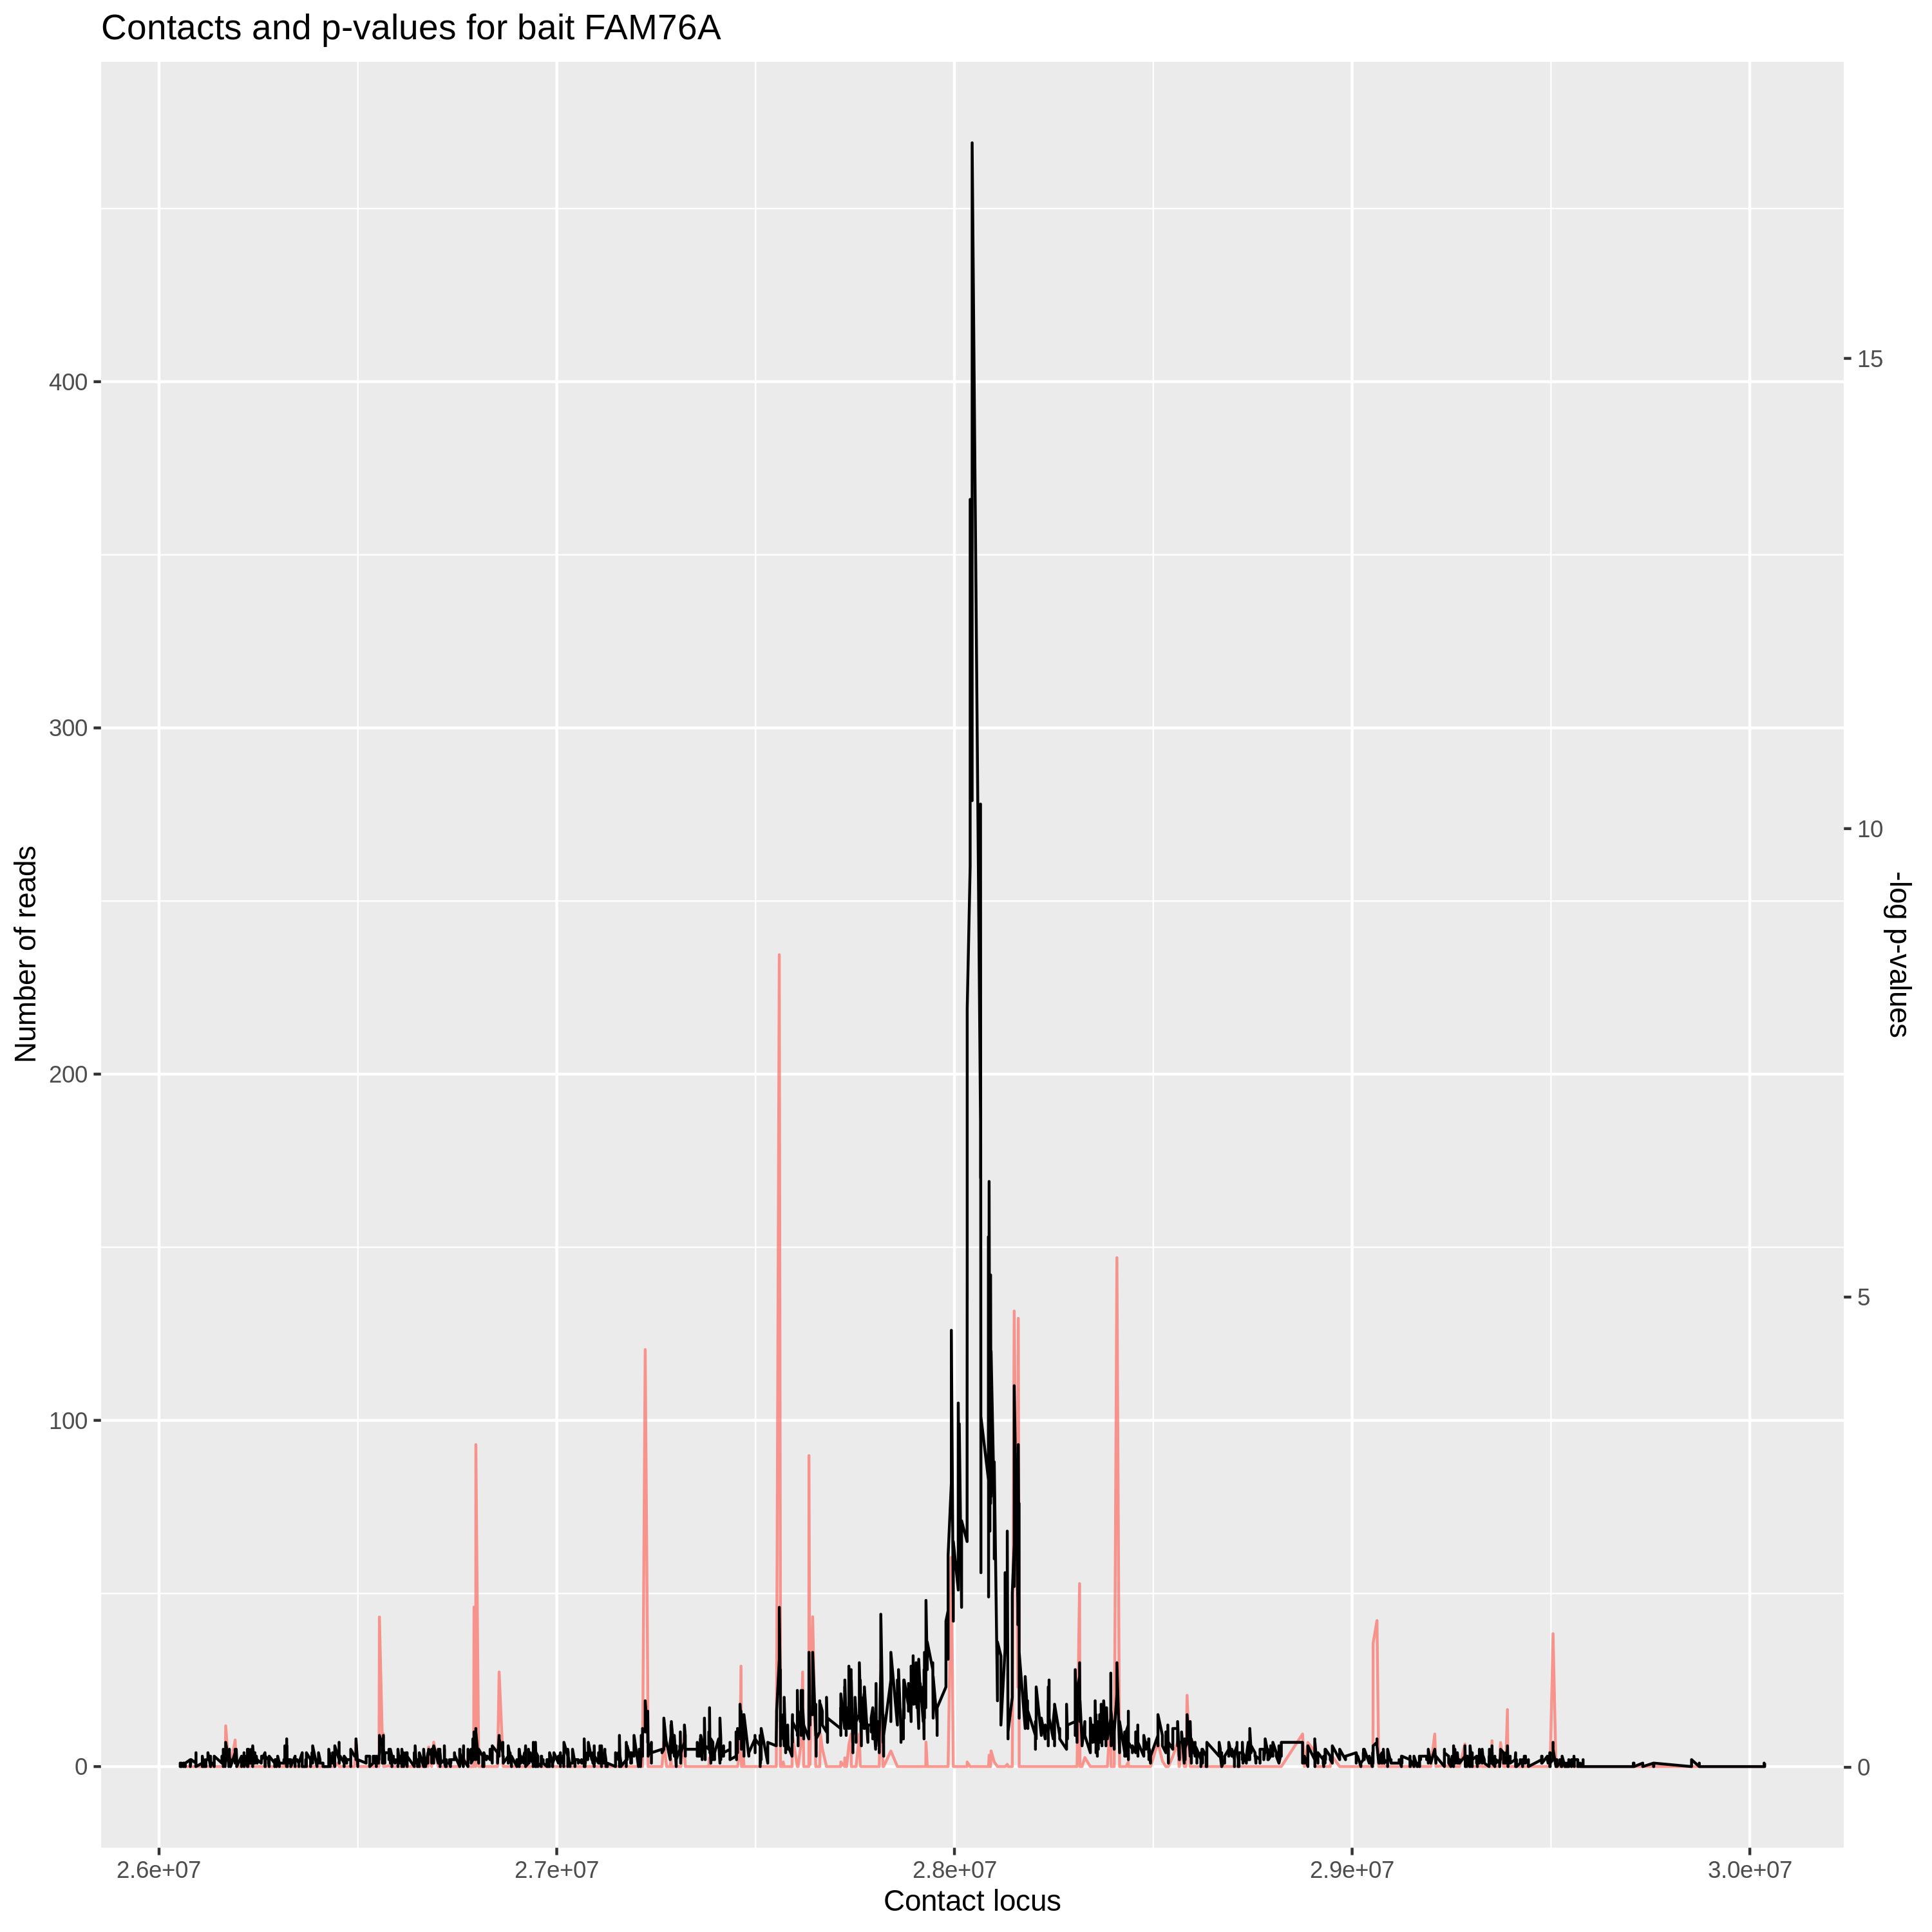 Contacts and p-values for bait FAM76A
400
300
200
100
0
Number of reads
15
10
5
0
-log p-values
2.6e+07
2.7e+07
2.8e+07
2.9e+07
3.0e+07
Contact locus